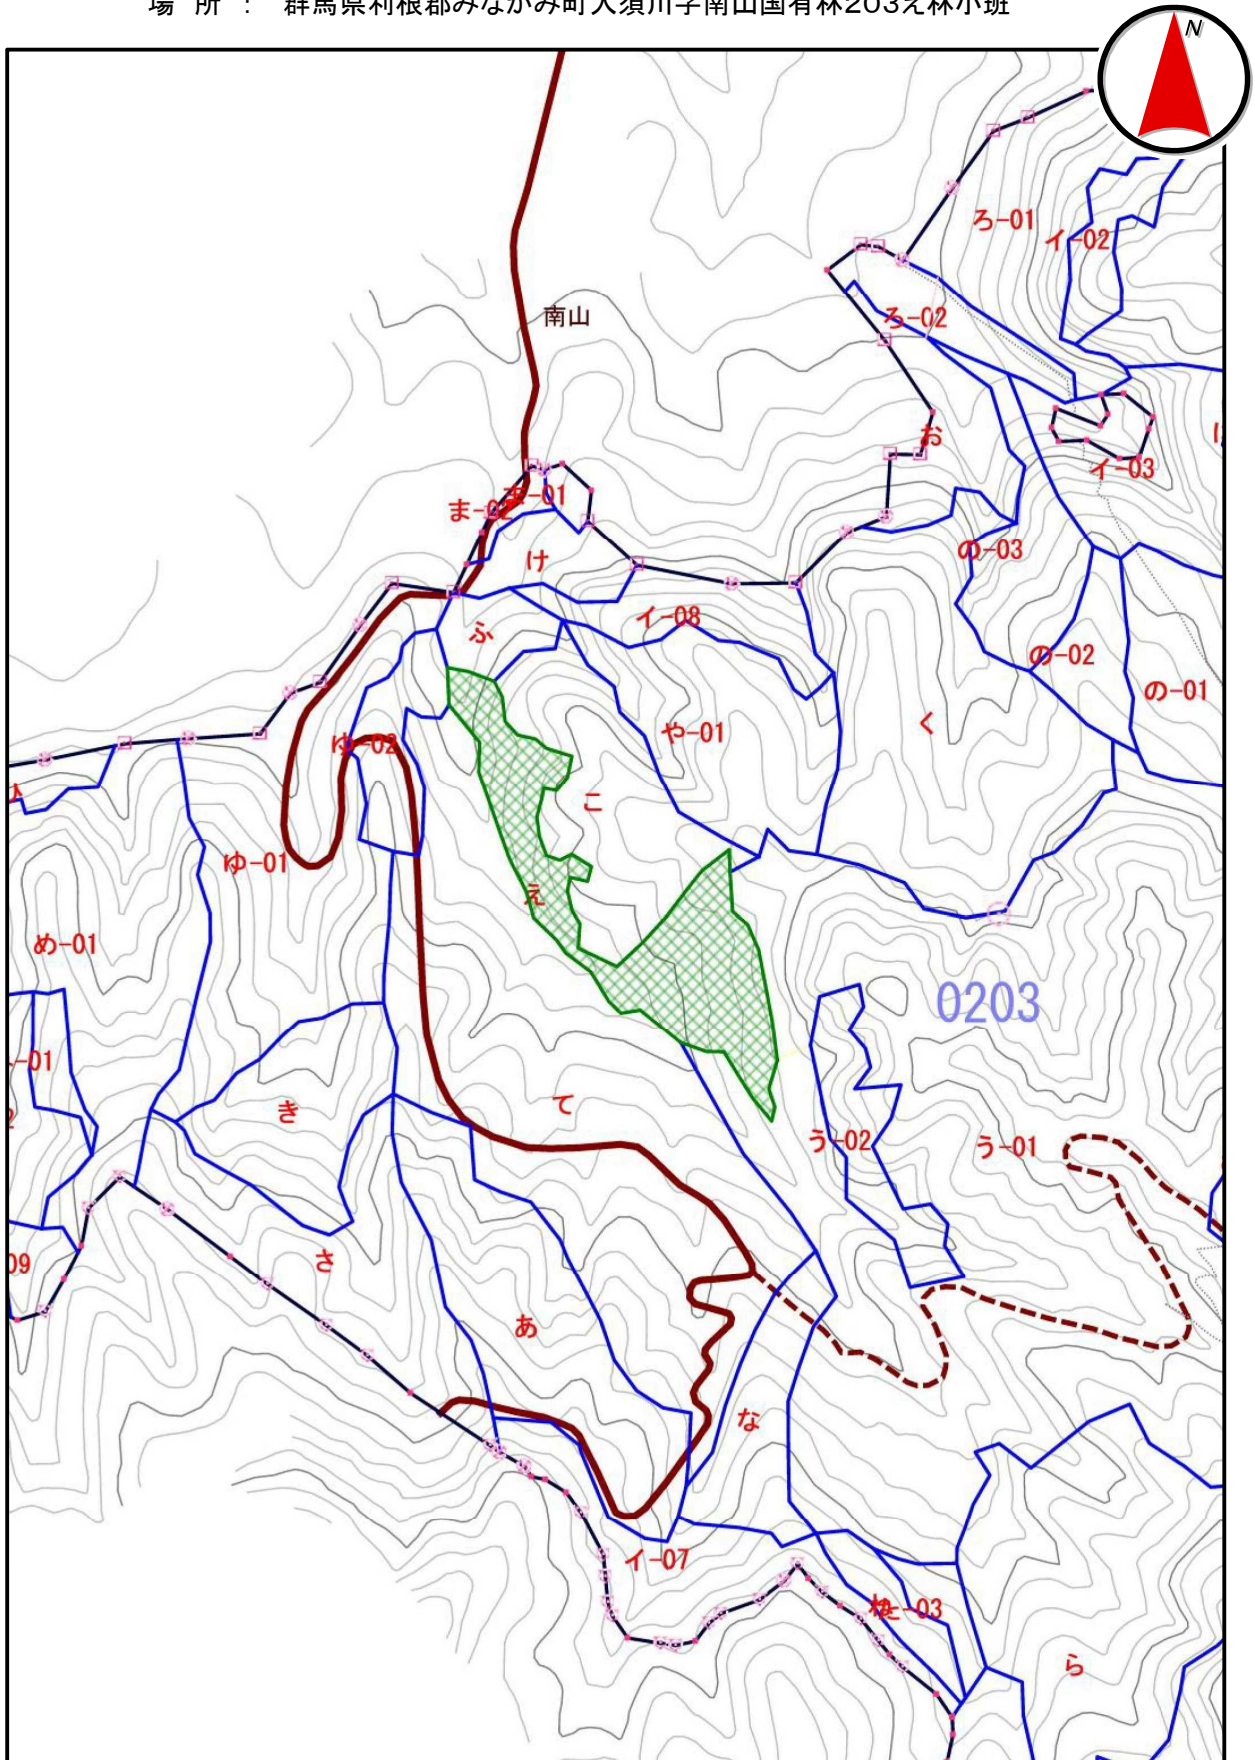 場 所 : 群馬県利根郡みなかみ町大須川字南山国有林203え林小班
N
ろ-01
イ-02
南山
ろ-02
お
イ-03
ま-02
ま-01
け
の-03
イ-08
ふ
の-02
の-01
や-01
く
ゆ-02
こ
ゆ-01
え
め-01
0203
-01
き
て
う-02
う-01
09
さ
あ
な
イ-07
-03
ら